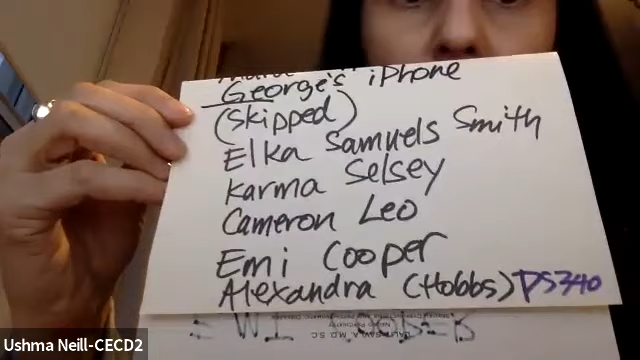 George's iPhone
(skipped)
Elka Samuels Smith
Karma Selsey
Cameron Leo
Emi Cooper
Alexandra (Hobbs) PS340
M.D. S.C.
Ushma Neill-CECD2